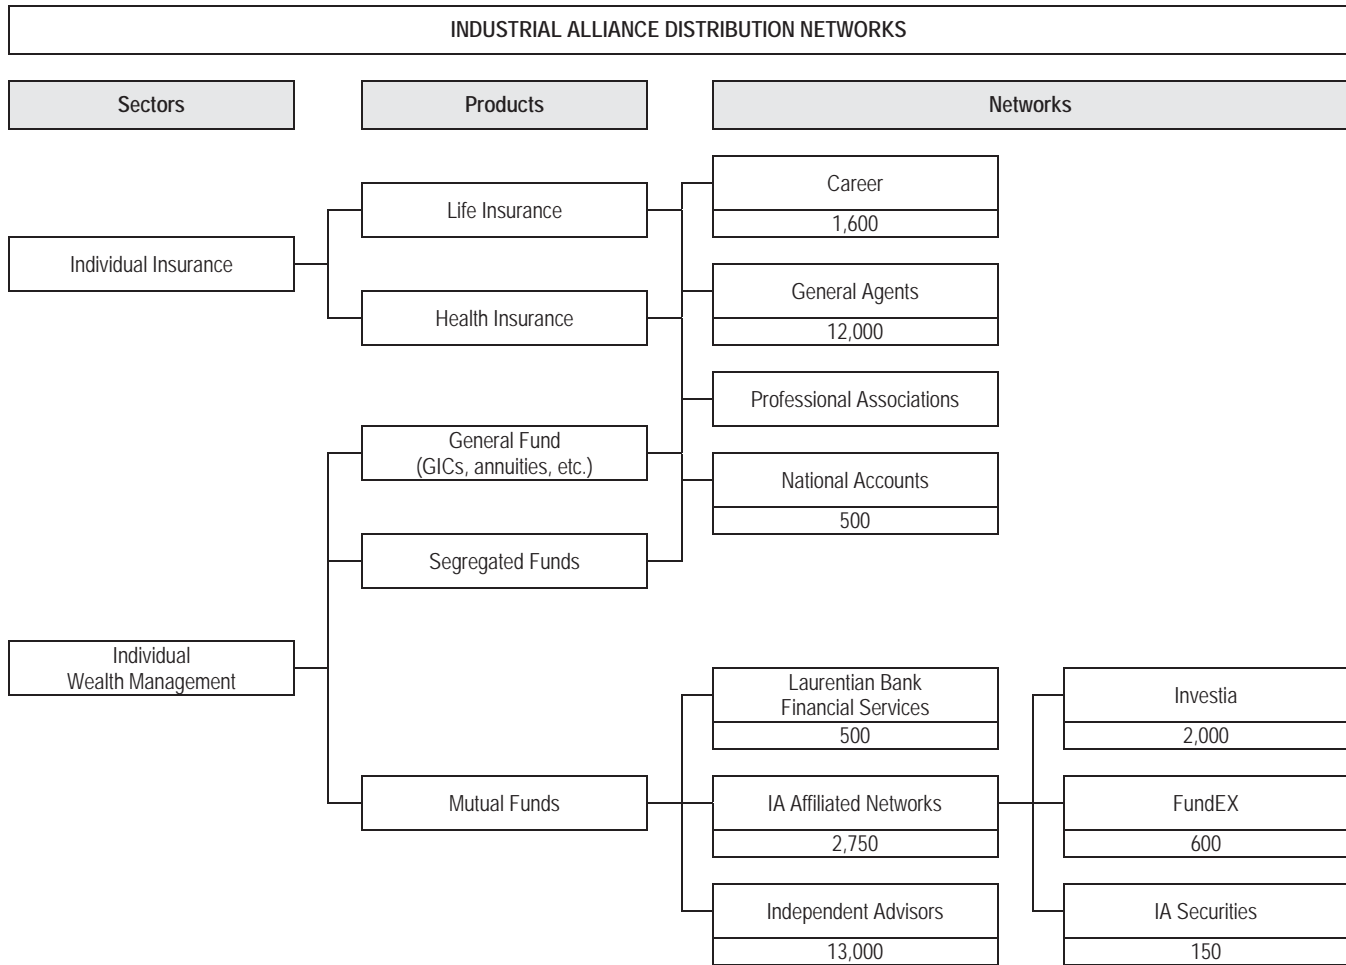 INDUSTRIAL ALLIANCE DISTRIBUTION NETWORKS
Sectors
Products
Networks
Individual Insurance
Life Insurance
Health Insurance
Career
1,600
General Agents
12,000
Professional Associations
National Accounts
500
Individual
Wealth Management
General Fund
(GICs, annuities, etc.)
Segregated Funds
Mutual Funds
Laurentian Bank
Financial Services
500
IA Affiliated Networks
2,750
Independent Advisors
13,000
Investia
2,000
FundEX
600
IA Securities
150